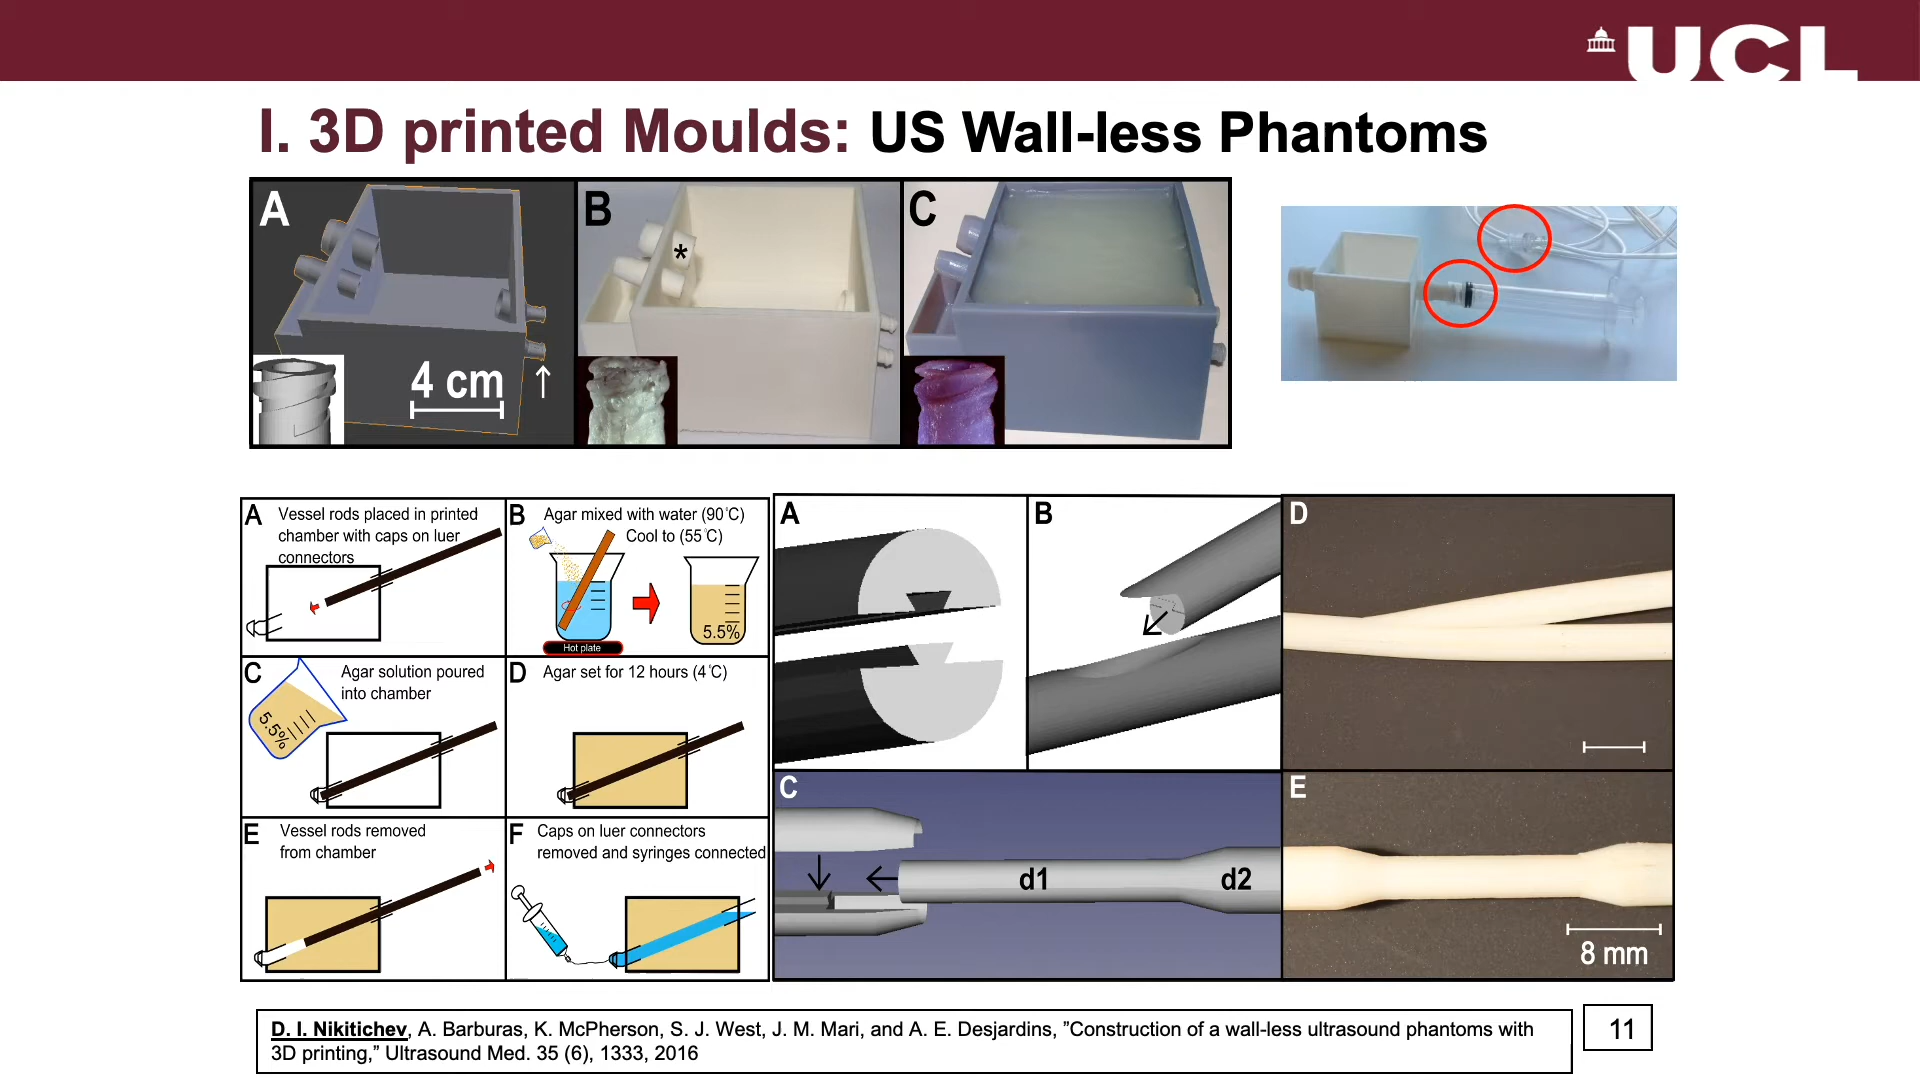 UCL
I. 3D printed Moulds: US Wall-less Phantoms
A
B
*
C
4 cm
A
Vessel rods placed in printed
chamber with caps on luer
connectors
B
Agar mixed with water (90°C)
Cool to (55°C)
5.5%
Hot plate
C
Agar solution poured
into chamber
5.5%
D
Agar set for 12 hours (4°C)
E
Vessel rods removed
from chamber
F
Caps on luer connectors
removed and syringes connected
A
B
C
d1
d2
D
E
8 mm
D. I. Nikitichev, A. Barburas, K. McPherson, S. J. West, J. M. Mari, and A. E. Desjardins, ”Construction of a wall-less ultrasound phantoms with
3D printing,” Ultrasound Med. 35 (6), 1333, 2016
11